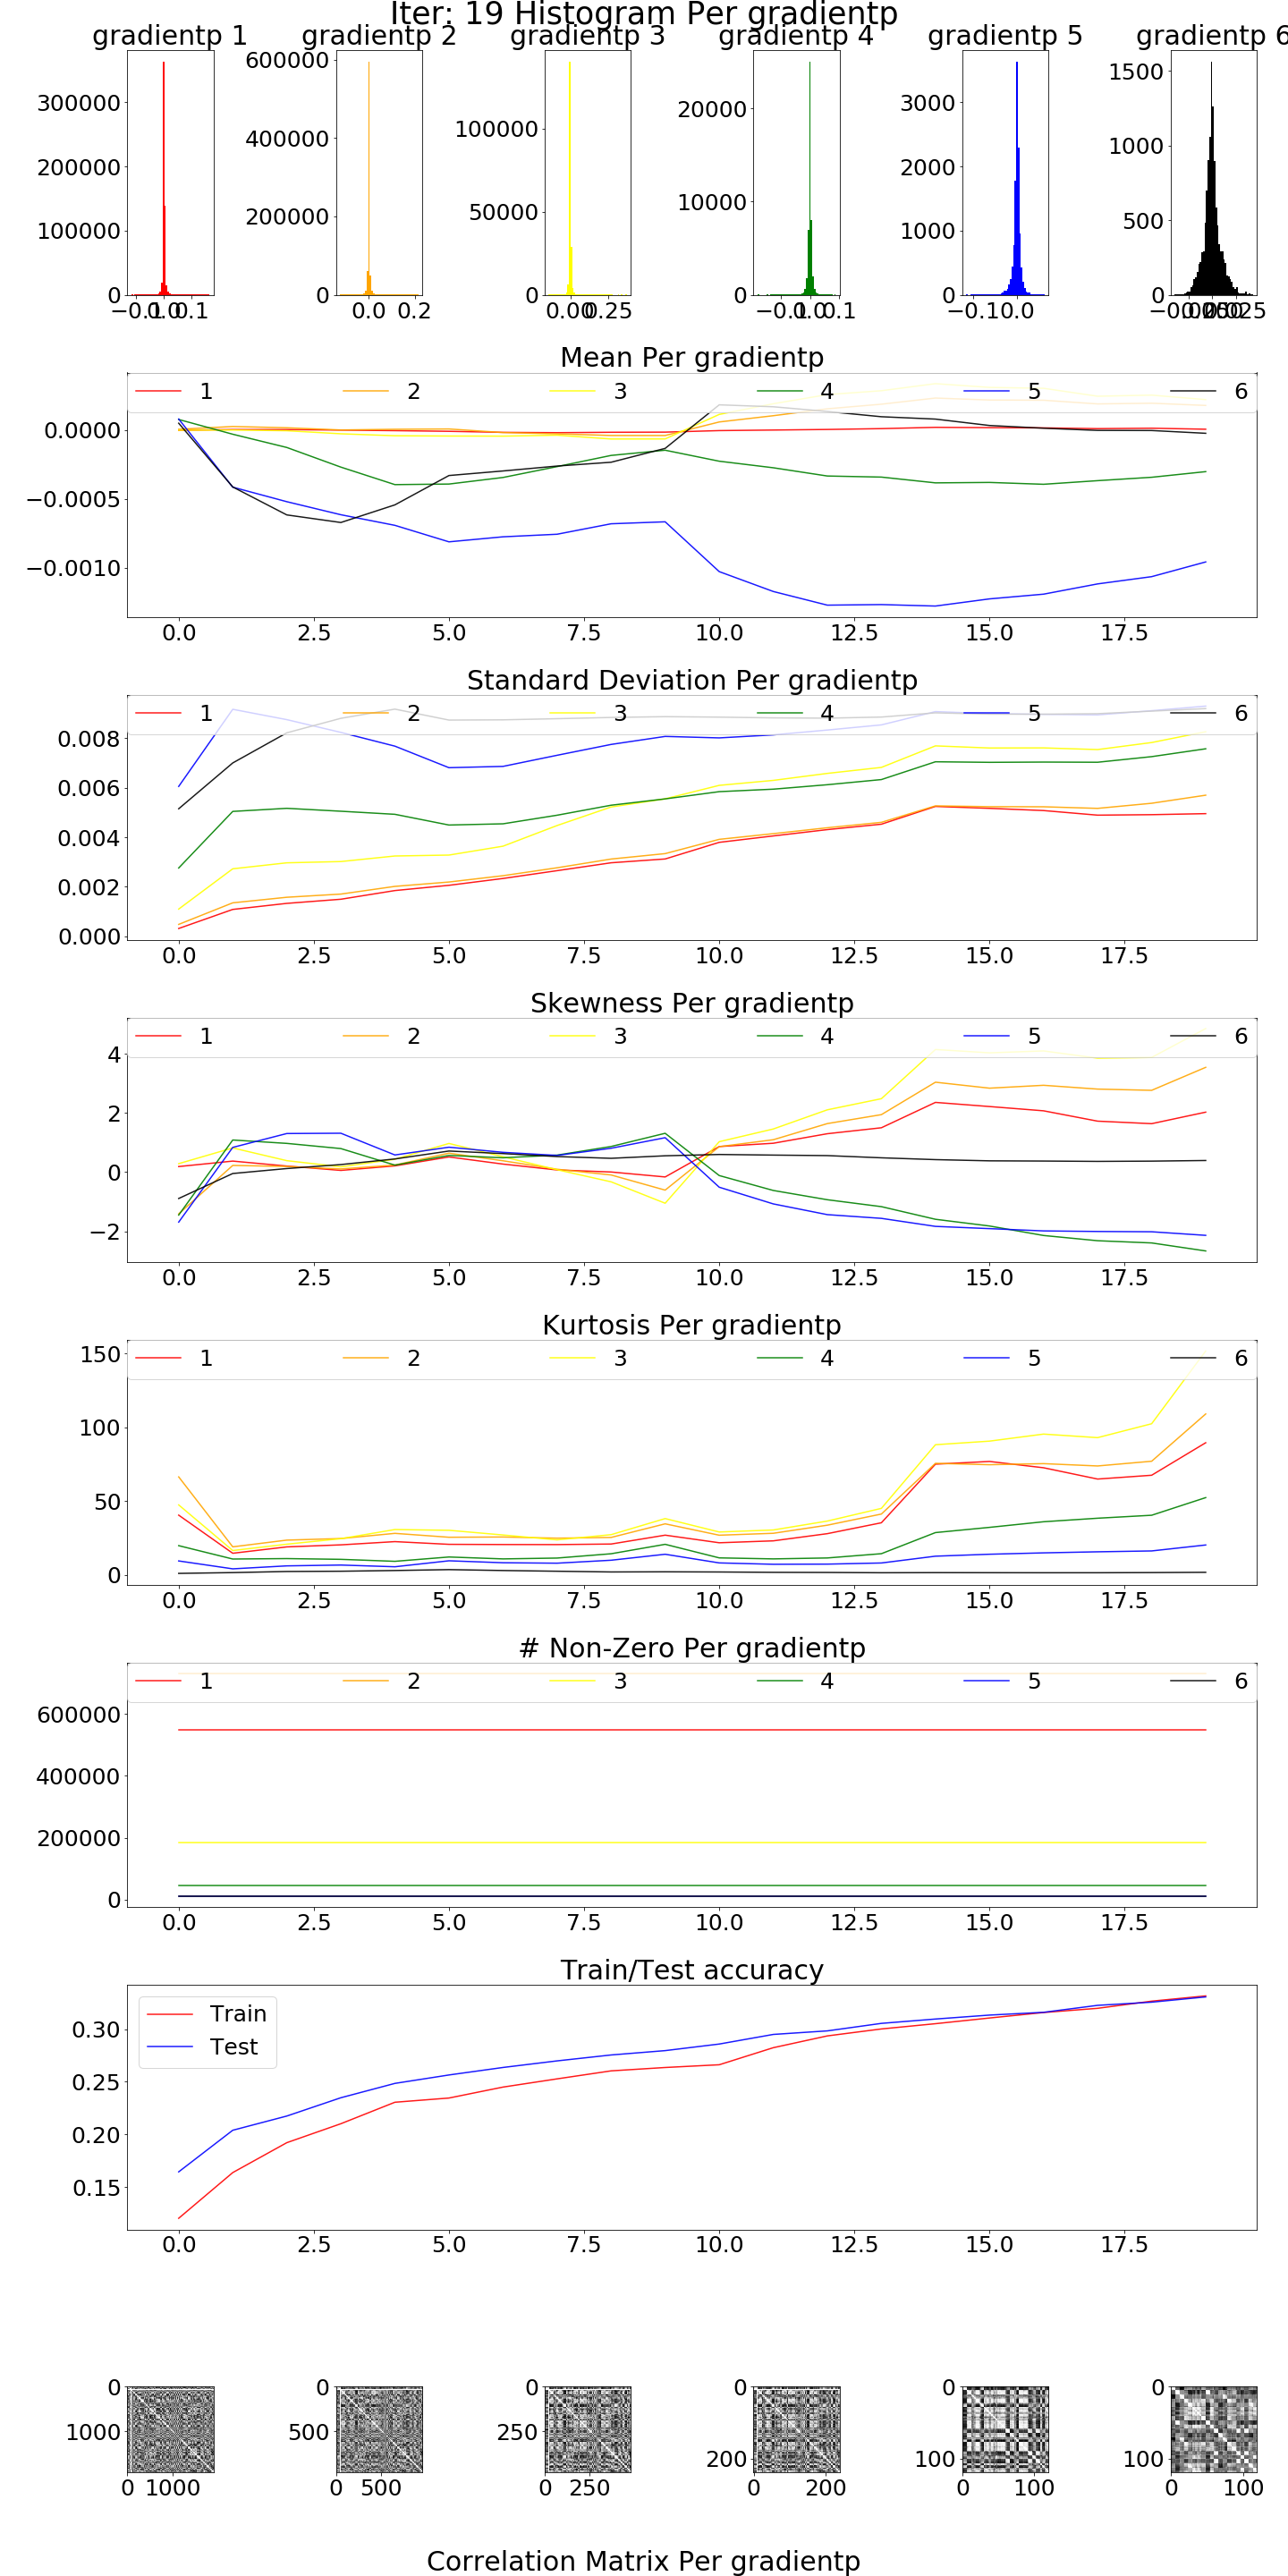 Iter: 19 Histogram Per gradientp
gradientp 1 gradientp 2 gradientp 3 gradientp 4 gradientp 5 gradientp 6
300000 200000 100000 0
600000 400000 200000 0 0.0 0.2
100000 50000 0 0.00 0.25
20000 10000 0
3000 2000 1000 0 −0.1 0.0
1500 1000 500 0
Mean Per gradientp
1 2 3 4 5 6
0.0000
−0.0005
−0.0010
0.0 2.5 5.0 7.5 10.0 12.5 15.0 17.5
Standard Deviation Per gradientp
1 2 3 4 5 6
0.008
0.006
0.004
0.002
0.000
0.0 2.5 5.0 7.5 10.0 12.5 15.0 17.5
Skewness Per gradientp
1 2 3 4 5 6
4
2
0
−2
0.0 2.5 5.0 7.5 10.0 12.5 15.0 17.5
Kurtosis Per gradientp
150
1 2 3 4 5 6
100
50
0
0.0 2.5 5.0 7.5 10.0 12.5 15.0 17.5
# Non-Zero Per gradientp
1 2 3 4 5 6
600000
400000
200000
0
0.0 2.5 5.0 7.5 10.0 12.5 15.0 17.5
Train/Test accuracy
Train
Test
0.30
0.25
0.20
0.15
0.0 2.5 5.0 7.5 10.0 12.5 15.0 17.5
0 1000 0 1000
0 500 0 500
0 250 0 250
0 200 0 200
0 100 0 100
0 100 0 100
Correlation Matrix Per gradientp